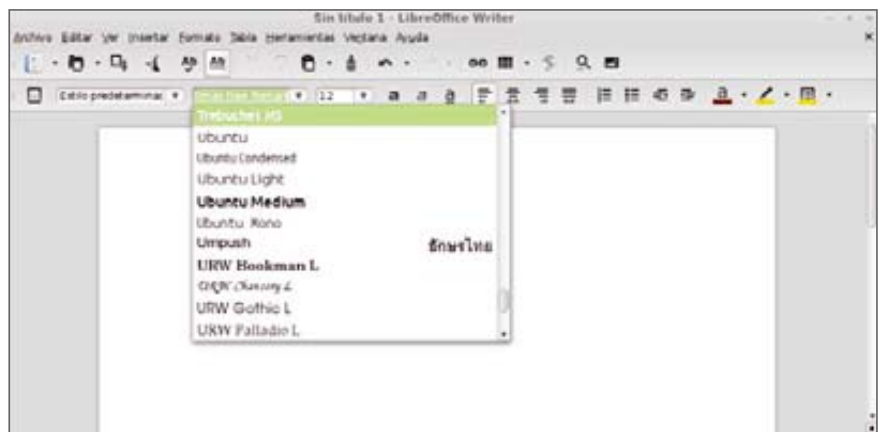 Sin título 1 - LibreOffice Writer
Archivo Editar Ver Insertar Formato Tabla Herramientas Ventana Ayuda
Estilo predeterminac 12
Trebuchet MS
Ubuntu
Ubuntu Condensed
Ubuntu Light
Ubuntu Medium
Ubuntu Mono
Umpush อักษรไทย
URW Bookman L
URW Chancery L
URW Gothic L
URW Palladio L